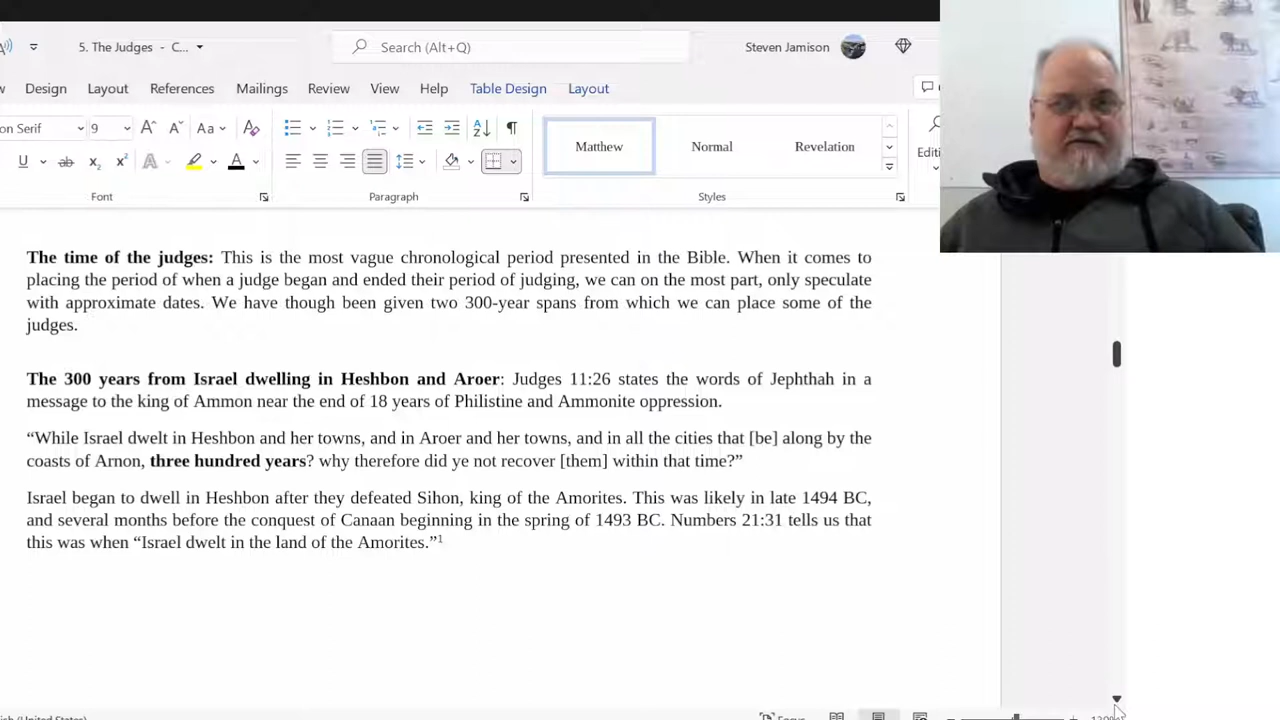 5. The Judges - C...
Search (Alt+Q)
Steven Jamison
Design Layout References Mailings Review View Help Table Design Layout
on Serif 9 Aa
U ab x₂ x² A A
Matthew Normal Revelation
Editi
Font Paragraph Styles
The time of the judges: This is the most vague chronological period presented in the Bible. When it comes to
placing the period of when a judge began and ended their period of judging, we can on the most part, only speculate
with approximate dates. We have though been given two 300-year spans from which we can place some of the
judges.
The 300 years from Israel dwelling in Heshbon and Aroer: Judges 11:26 states the words of Jephthah in a
message to the king of Ammon near the end of 18 years of Philistine and Ammonite oppression.
“While Israel dwelt in Heshbon and her towns, and in Aroer and her towns, and in all the cities that [be] along by the
coasts of Arnon, three hundred years? why therefore did ye not recover [them] within that time?”
Israel began to dwell in Heshbon after they defeated Sihon, king of the Amorites. This was likely in late 1494 BC,
and several months before the conquest of Canaan beginning in the spring of 1493 BC. Numbers 21:31 tells us that
this was when “Israel dwelt in the land of the Amorites.”¹